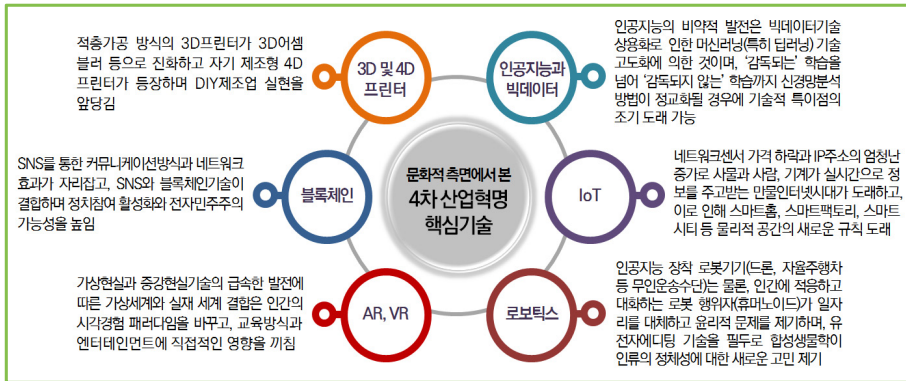 적층가공 방식의 3D프린터가 3D어셈
블러 등으로 진화하고 자기 제조형 4D
프린터가 등장하며 DIY제조업 실현을
앞당김
3D 및 4D
프린터
인공지능과
빅데이터
인공지능의 비약적 발전은 빅데이터기술
상용화로 인한 머신러닝(특히 딥러닝) 기술
고도화에 의한 것이며, ‘감독되는’ 학습을
넘어 ‘감독되지 않는’ 학습까지 신경망분석
방법이 정교화될 경우에 기술적 특이점의
조기 도래 가능
SNS를 통한 커뮤니케이션방식과 네트워크
효과가 자리잡고, SNS와 블록체인기술이
결합하며 정치참여 활성화와 전자민주주의
가능성을 높임
블록체인
문화적 측면에서 본
4차 산업혁명
핵심기술
IoT
네트워크센서 가격 하락과 IP주소의 엄청난
증가로 사물과 사람, 기계가 실시간으로 정
보를 주고받는 만물인터넷시대가 도래하고,
이로 인해 스마트홈, 스마트팩토리, 스마트
시티 등 물리적 공간의 새로운 규칙 도래
가상현실과 증강현실기술의 급속한 발전에
따른 가상세계와 실재 세계 결합은 인간의
시각경험 패러다임을 바꾸고, 교육방식과
엔터테인먼트에 직접적인 영향을 끼침
AR, VR
로보틱스
인공지능 장착 로봇기기(드론, 자율주행차
등 무인운송수단)는 물론, 인간에 적응하고
대화하는 로봇 행위자(휴머노이드)가 일자
리를 대체하고 윤리적 문제를 제기하며, 유
전자에디팅 기술을 필두로 합성생물학이
인류의 정체성에 대한 새로운 고민 제기